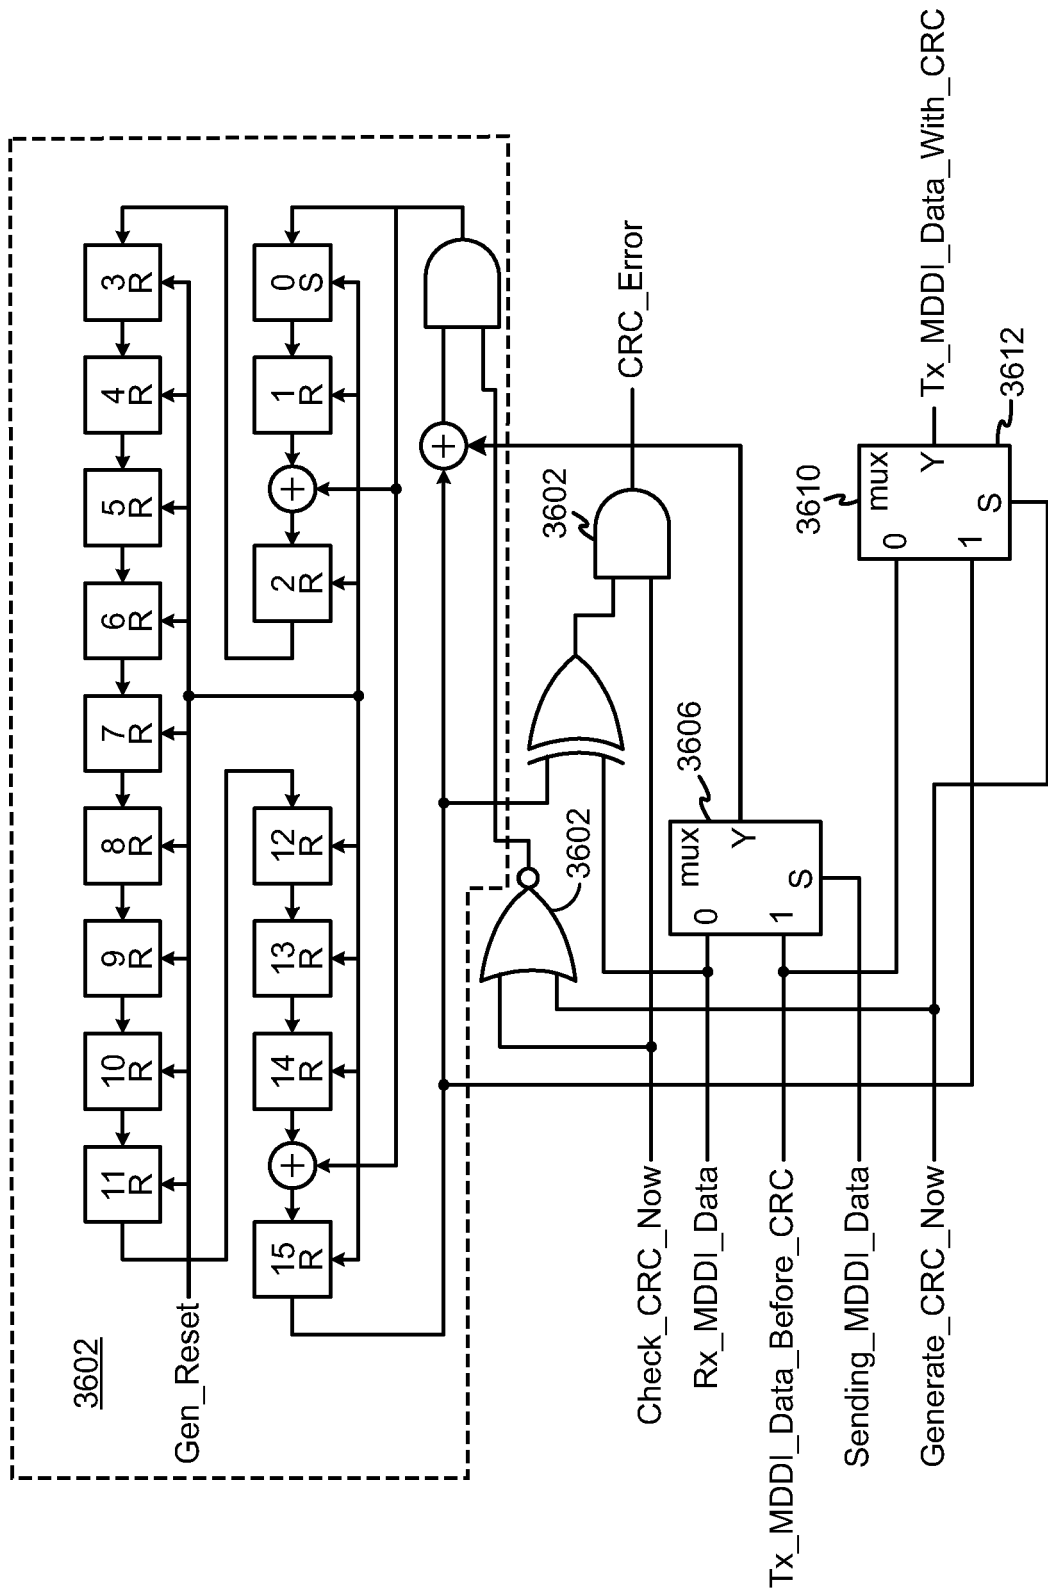 3602
Gen_Reset
11
R
10
R
9
R
8
R
7
R
6
R
5
R
4
R
3
R
15
R
+
14
R
13
R
12
R
2
R
+
1
R
0
S
+
Check_CRC_Now
Rx_MDDI_Data
Tx_MDDI_Data_Before_CRC
Sending_MDDI_Data
Generate_CRC_Now
3602
3602
CRC_Error
3606
mux
0
1
Y
S
3610
mux
0
1
Y
S
3612
Tx_MDDI_Data_With_CRC